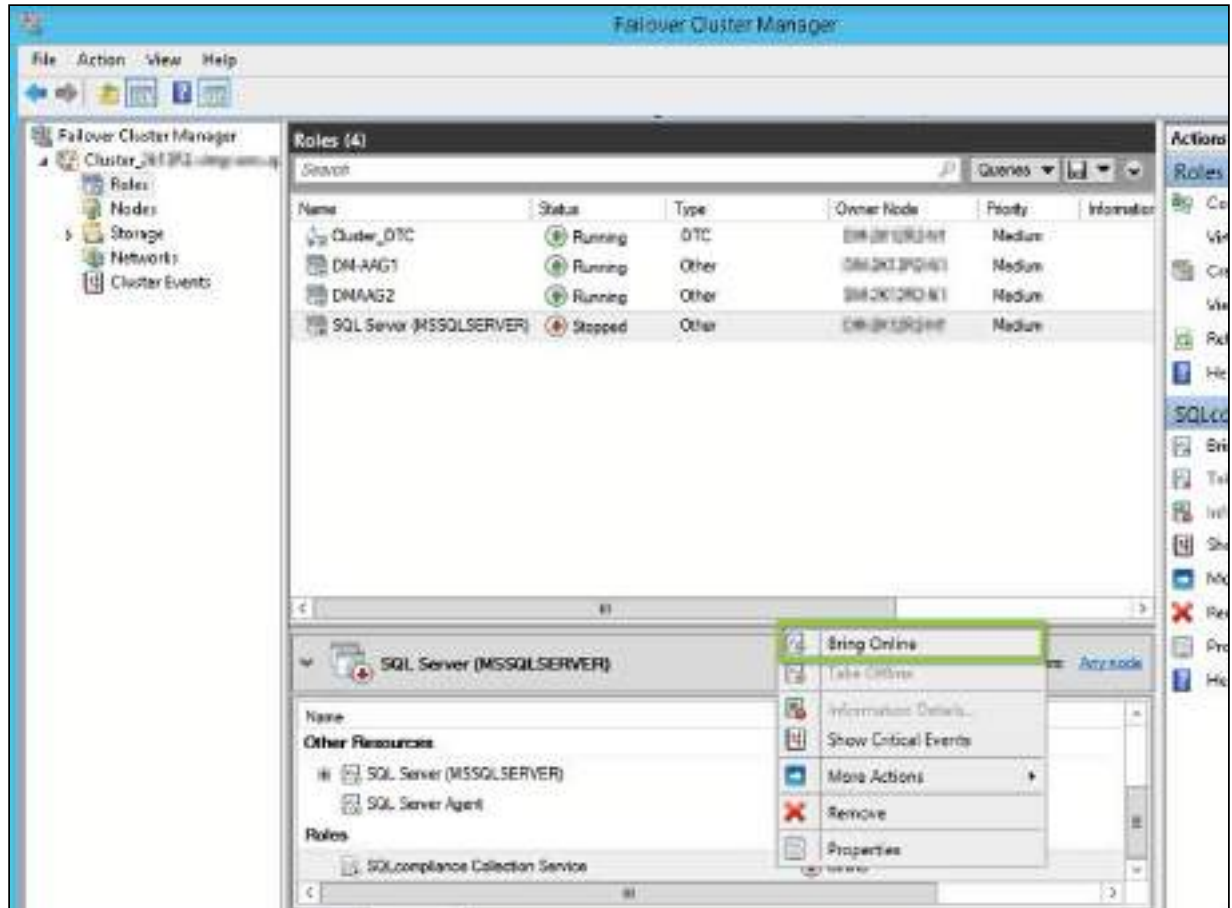 Failover Cluster Manager
File Action View Help
Failover Cluster Manager
Cluster_
Roles
Nodes
Storage
Networks
Cluster Events
Roles (4)
Search
Queries
Name Status Type Owner Node Priority Information
Cluster_DTC Running DTC Medium
DM-AAG1 Running Other Medium
DMAAG2 Running Other Medium
SQL Server (MSSQLSERVER) Stopped Other Medium
SQL Server (MSSQLSERVER)
Any node
Name
Other Resources
SQL Server (MSSQLSERVER)
SQL Server Agent
Roles
SQLcompliance Collection Service
Bring Online
Take Offline
Information Details...
Show Critical Events
More Actions
Remove
Properties
Actions
Roles
SQLco